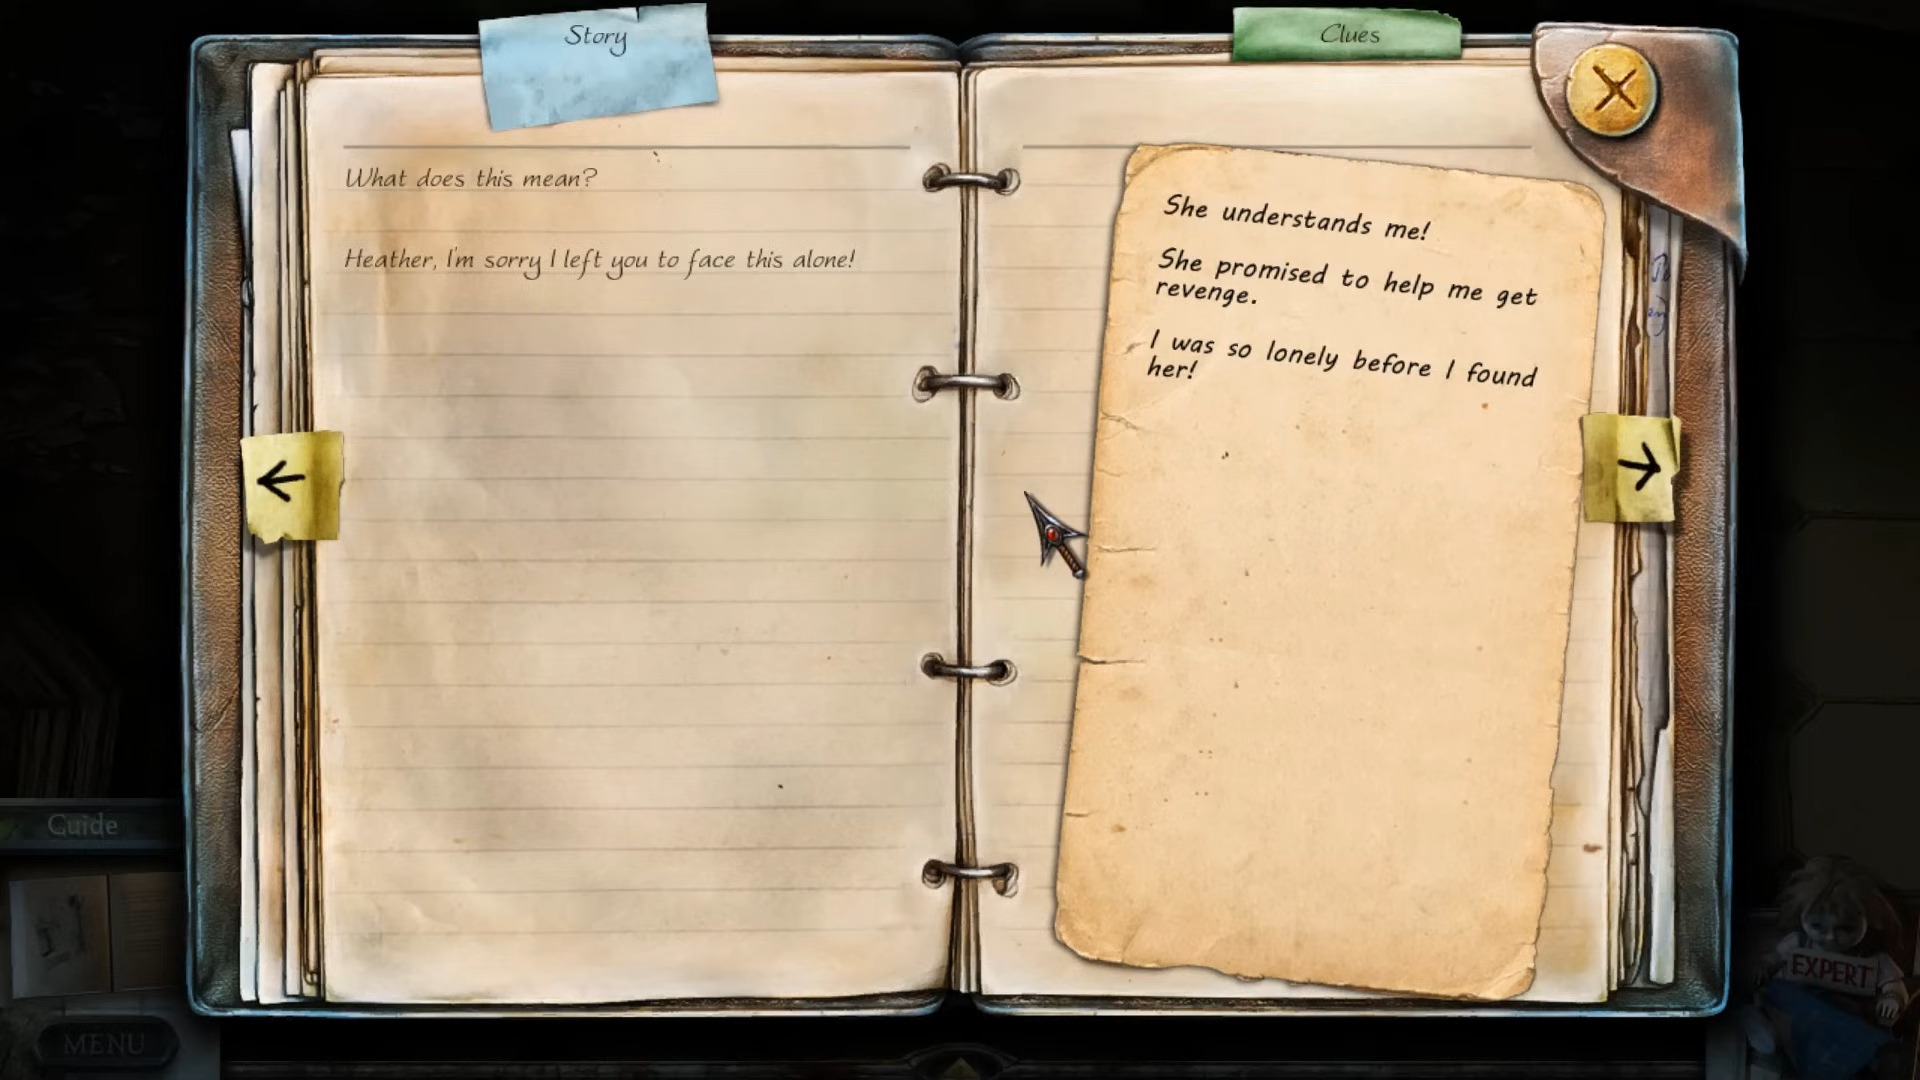 Story
Clues
What does this mean?
Heather, I'm sorry I left you to face this alone!
She understands me!
She promised to help me get
revenge.
I was so lonely before I found
her!
Guide
MENU
EXPERT